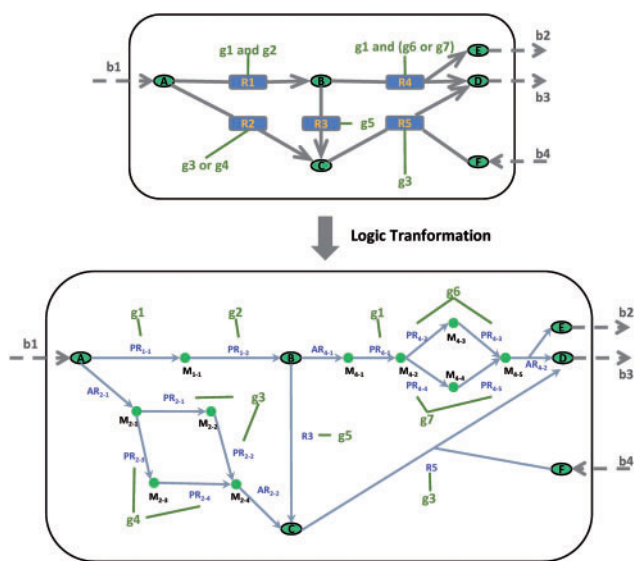 b2
g1 and g2
g1 and (g6 or g7)
E
b1
A
R1
B
R4
D
b3
R2
R3
g5
R5
b4
g3 or g4
C
F
g3
Logic Tranformation
g6
g1
g2
g1
b2
E
b1
A
PR1-1
PR1-2
B
AR4-1
PR4-1
PR4-2
M4-3
PR4-3
D
M1-1
M4-1
M4-2
M4-5
AR4-2
b3
AR2-1
PR2-1
g3
PR4-4
M4-4
PR4-5
M2-1
M2-2
g7
R3
g5
PR2-3
PR2-2
b4
M2-3
PR2-4
M2-4
AR2-2
R5
F
g4
g3
C